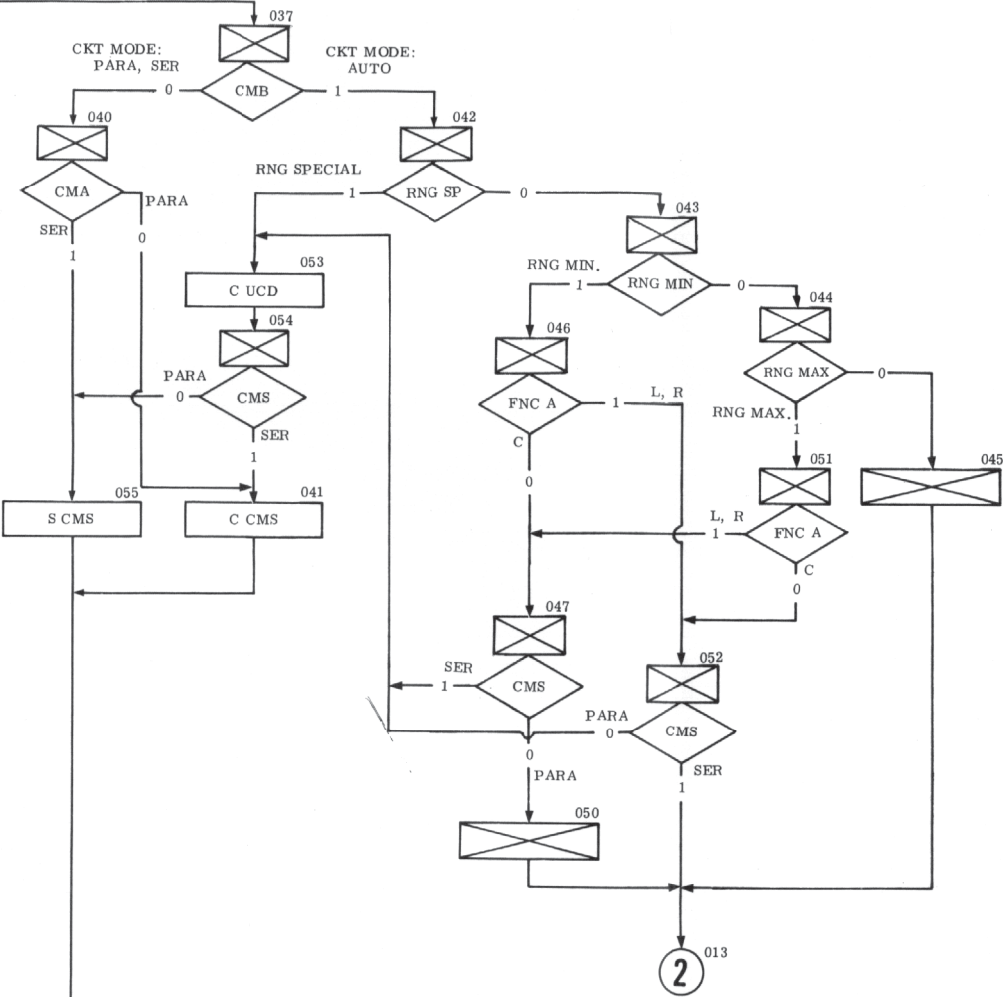 037
CKT MODE:
PARA, SER
CKT MODE:
AUTO
0
CMB
1
040
042
CMA
PARA
RNG SPECIAL
1
RNG SP
0
SER
1
0
043
RNG MIN.
1
RNG MIN
0
053
C UCD
044
054
046
PARA
0
CMS
SER
1
FNC A
1
L, R
C
0
RNG MAX
0
RNG MAX.
1
051
045
055
S CMS
041
C CMS
L, R
1
FNC A
C
0
047
SER
1
CMS
0
PARA
052
PARA
0
CMS
SER
1
050
2
013